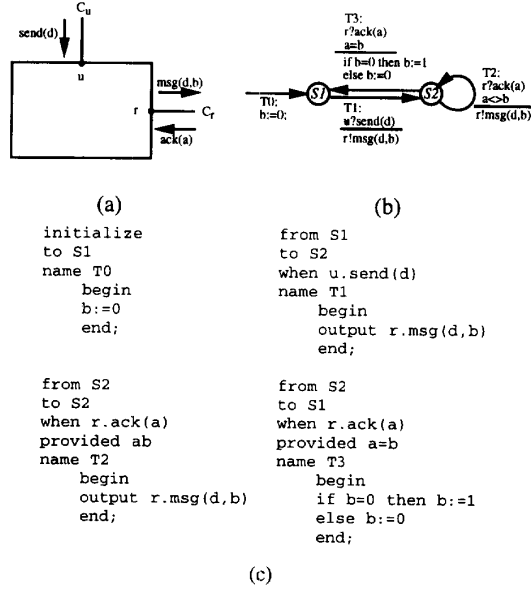 C_u
send(d)
u
msg(d,b)
r
C_r
ack(a)
(a)
T3:
r?ack(a)
a=b
if b=0 then b:=1
else b:=0
S1
S2
T0:
b:=0;
T1:
u?send(d)
r!msg(d,b)
T2:
r?ack(a)
a<>b
r!msg(d,b)
(b)
initialize
to S1
name T0
begin
b:=0
end;
from S1
to S2
when u.send(d)
name T1
begin
output r.msg(d,b)
end;
from S2
to S2
when r.ack(a)
provided ab
name T2
begin
output r.msg(d,b)
end;
from S2
to S1
when r.ack(a)
provided a=b
name T3
begin
if b=0 then b:=1
else b:=0
end;
(c)